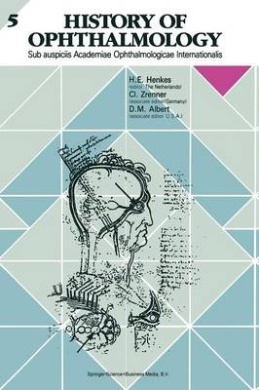 5
HISTORY OF
OPHTHALMOLOGY
Sub auspiciis Academiae Ophthalmologicae Internationalis
H.E. Henkes
(editor, The Netherlands)
Cl. Zrenner
(associate editor, Germany)
D.M. Albert
(associate editor, U.S.A.)
Springer-Science+Business Media, B.V.